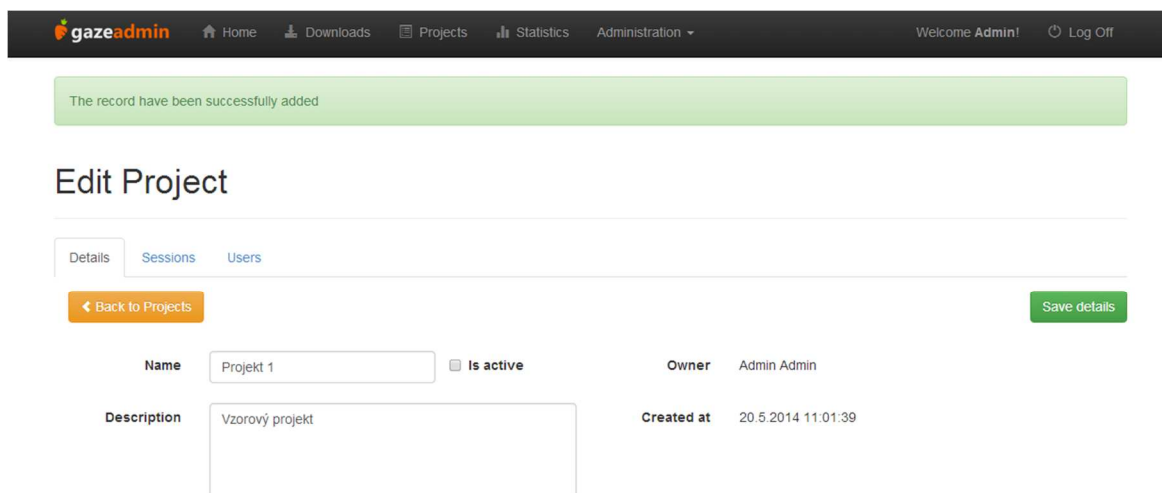 gazeadmin Home Downloads Projects Statistics Administration Welcome Admin! Log Off
The record have been successfully added
Edit Project
Details Sessions Users
Back to Projects Save details
Name Projekt 1 Is active Owner Admin Admin
Description Vzorový projekt Created at 20.5.2014 11:01:39